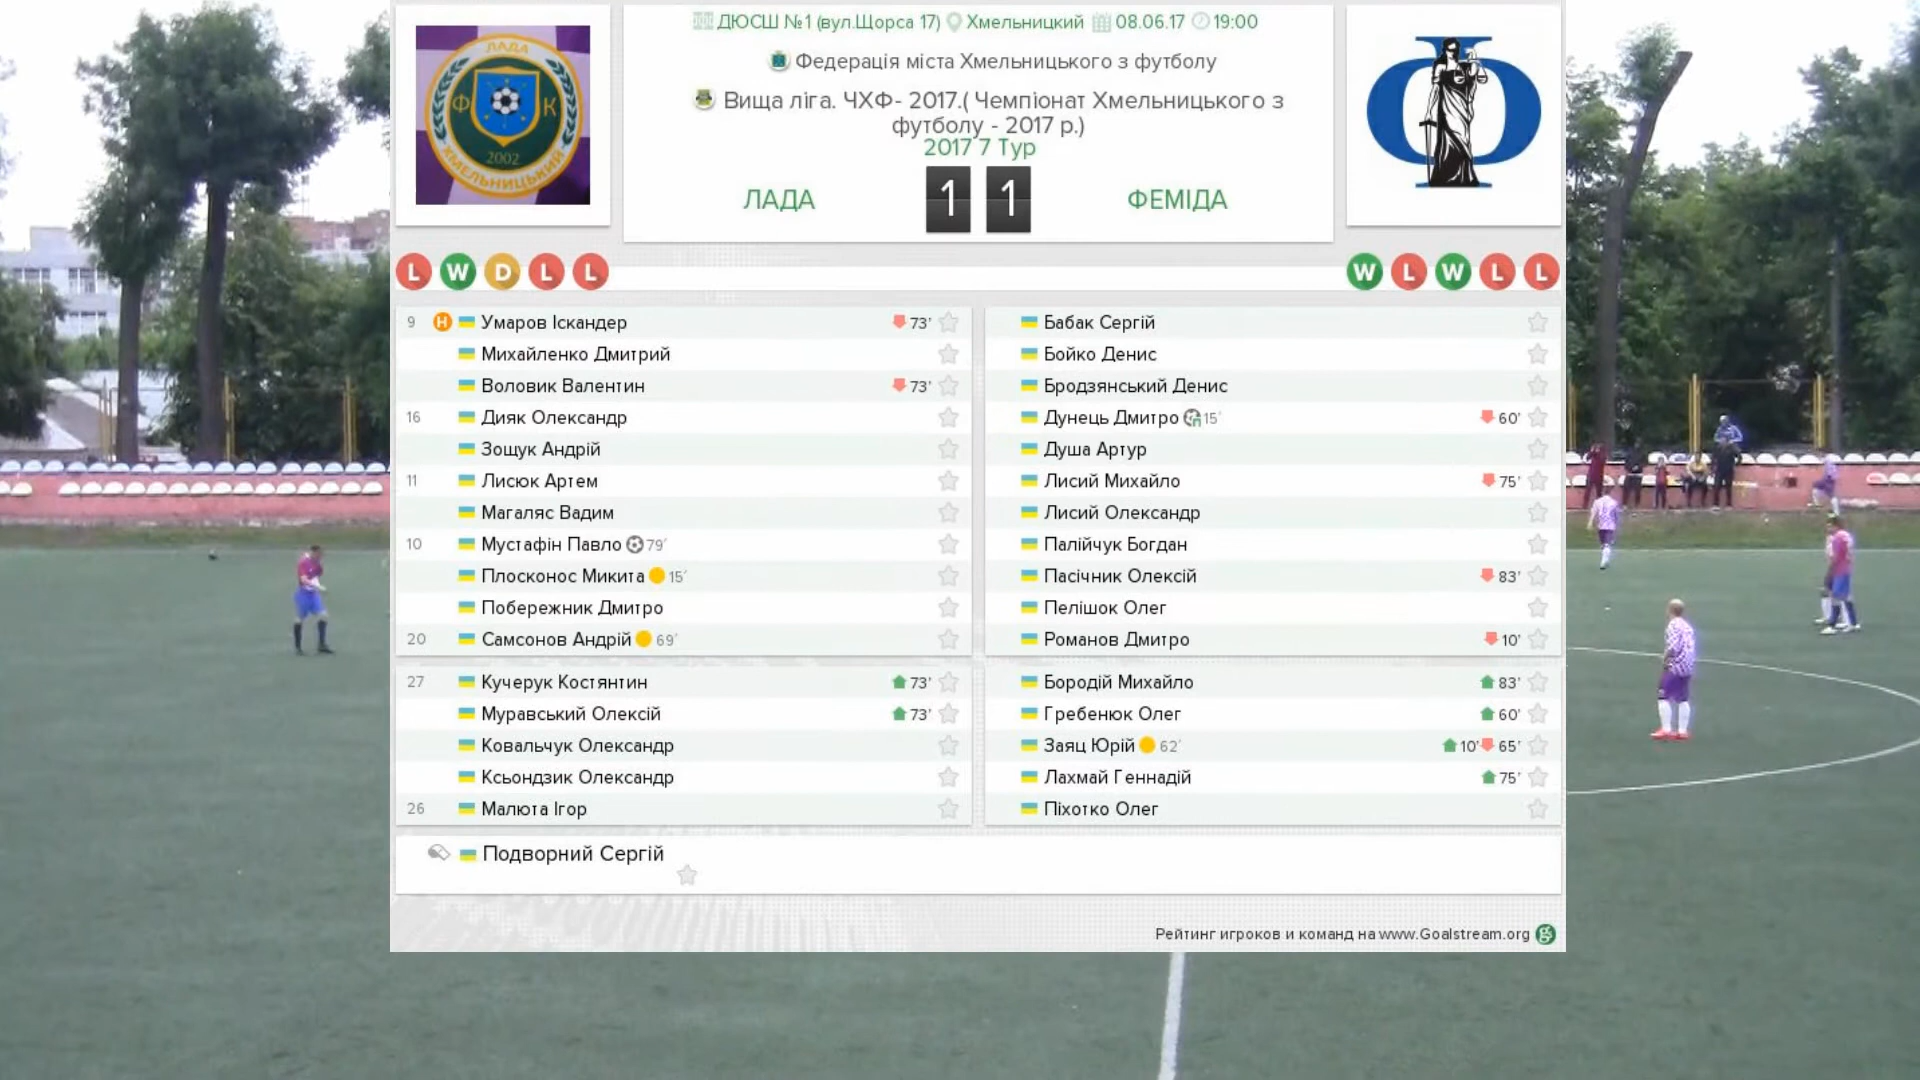 ДЮСШ №1 (вул.Щорса 17) Хмельницкий 08.06.17 19:00
Федерація міста Хмельницького з футболу
Вища ліга. ЧХФ- 2017.( Чемпіонат Хмельницького з
футболу - 2017 р.)
2017 7 Тур
ЛАДА 1 1 ФЕМІДА
ЛАДА
Ф К
2002
ХМЕЛЬНИЦЬКИЙ
Ф
L W D L L
W L W L L
9 Н Умаров Іскандер 73'
Михайленко Дмитрий
Воловик Валентин 73'
16 Дияк Олександр
Зощук Андрій
11 Лисюк Артем
Магаляс Вадим
10 Мустафін Павло 79'
Плосконос Микита 15'
Побережник Дмитро
20 Самсонов Андрій 69'
27 Кучерук Костянтин 73'
Муравський Олексій 73'
Ковальчук Олександр
Ксьондзик Олександр
26 Малюта Ігор
Бабак Сергій
Бойко Денис
Бродзянський Денис
Дунець Дмитро 15' 60'
Душа Артур
Лисий Михайло 75'
Лисий Олександр
Палійчук Богдан
Пасічник Олексій 83'
Пелішок Олег
Романов Дмитро 10'
Бородій Михайло 83'
Гребенюк Олег 60'
Заяц Юрій 62' 10' 65'
Лахмай Геннадій 75'
Піхотко Олег
Подворний Сергій
Рейтинг игроков и команд на www.Goalstream.org